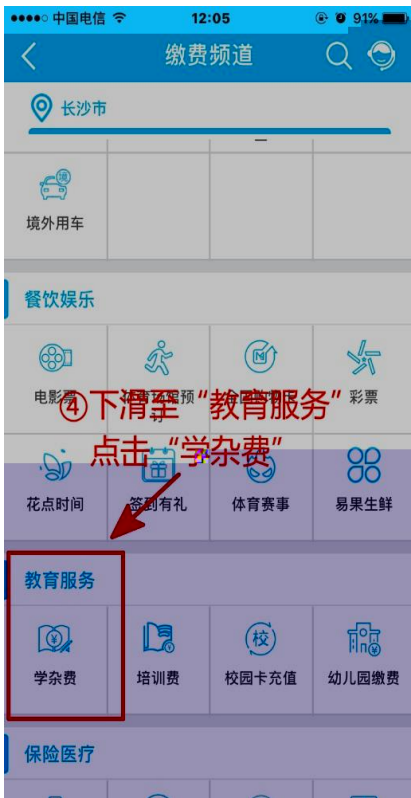 中国电信 12:05 91%
缴费频道
长沙市
境外用车
餐饮娱乐
电影票 彩票
④下滑至“教育服务”
点击“学杂费”
花点时间 签到有礼 体育赛事 易果生鲜
教育服务
学杂费 培训费 校园卡充值 幼儿园缴费
保险医疗